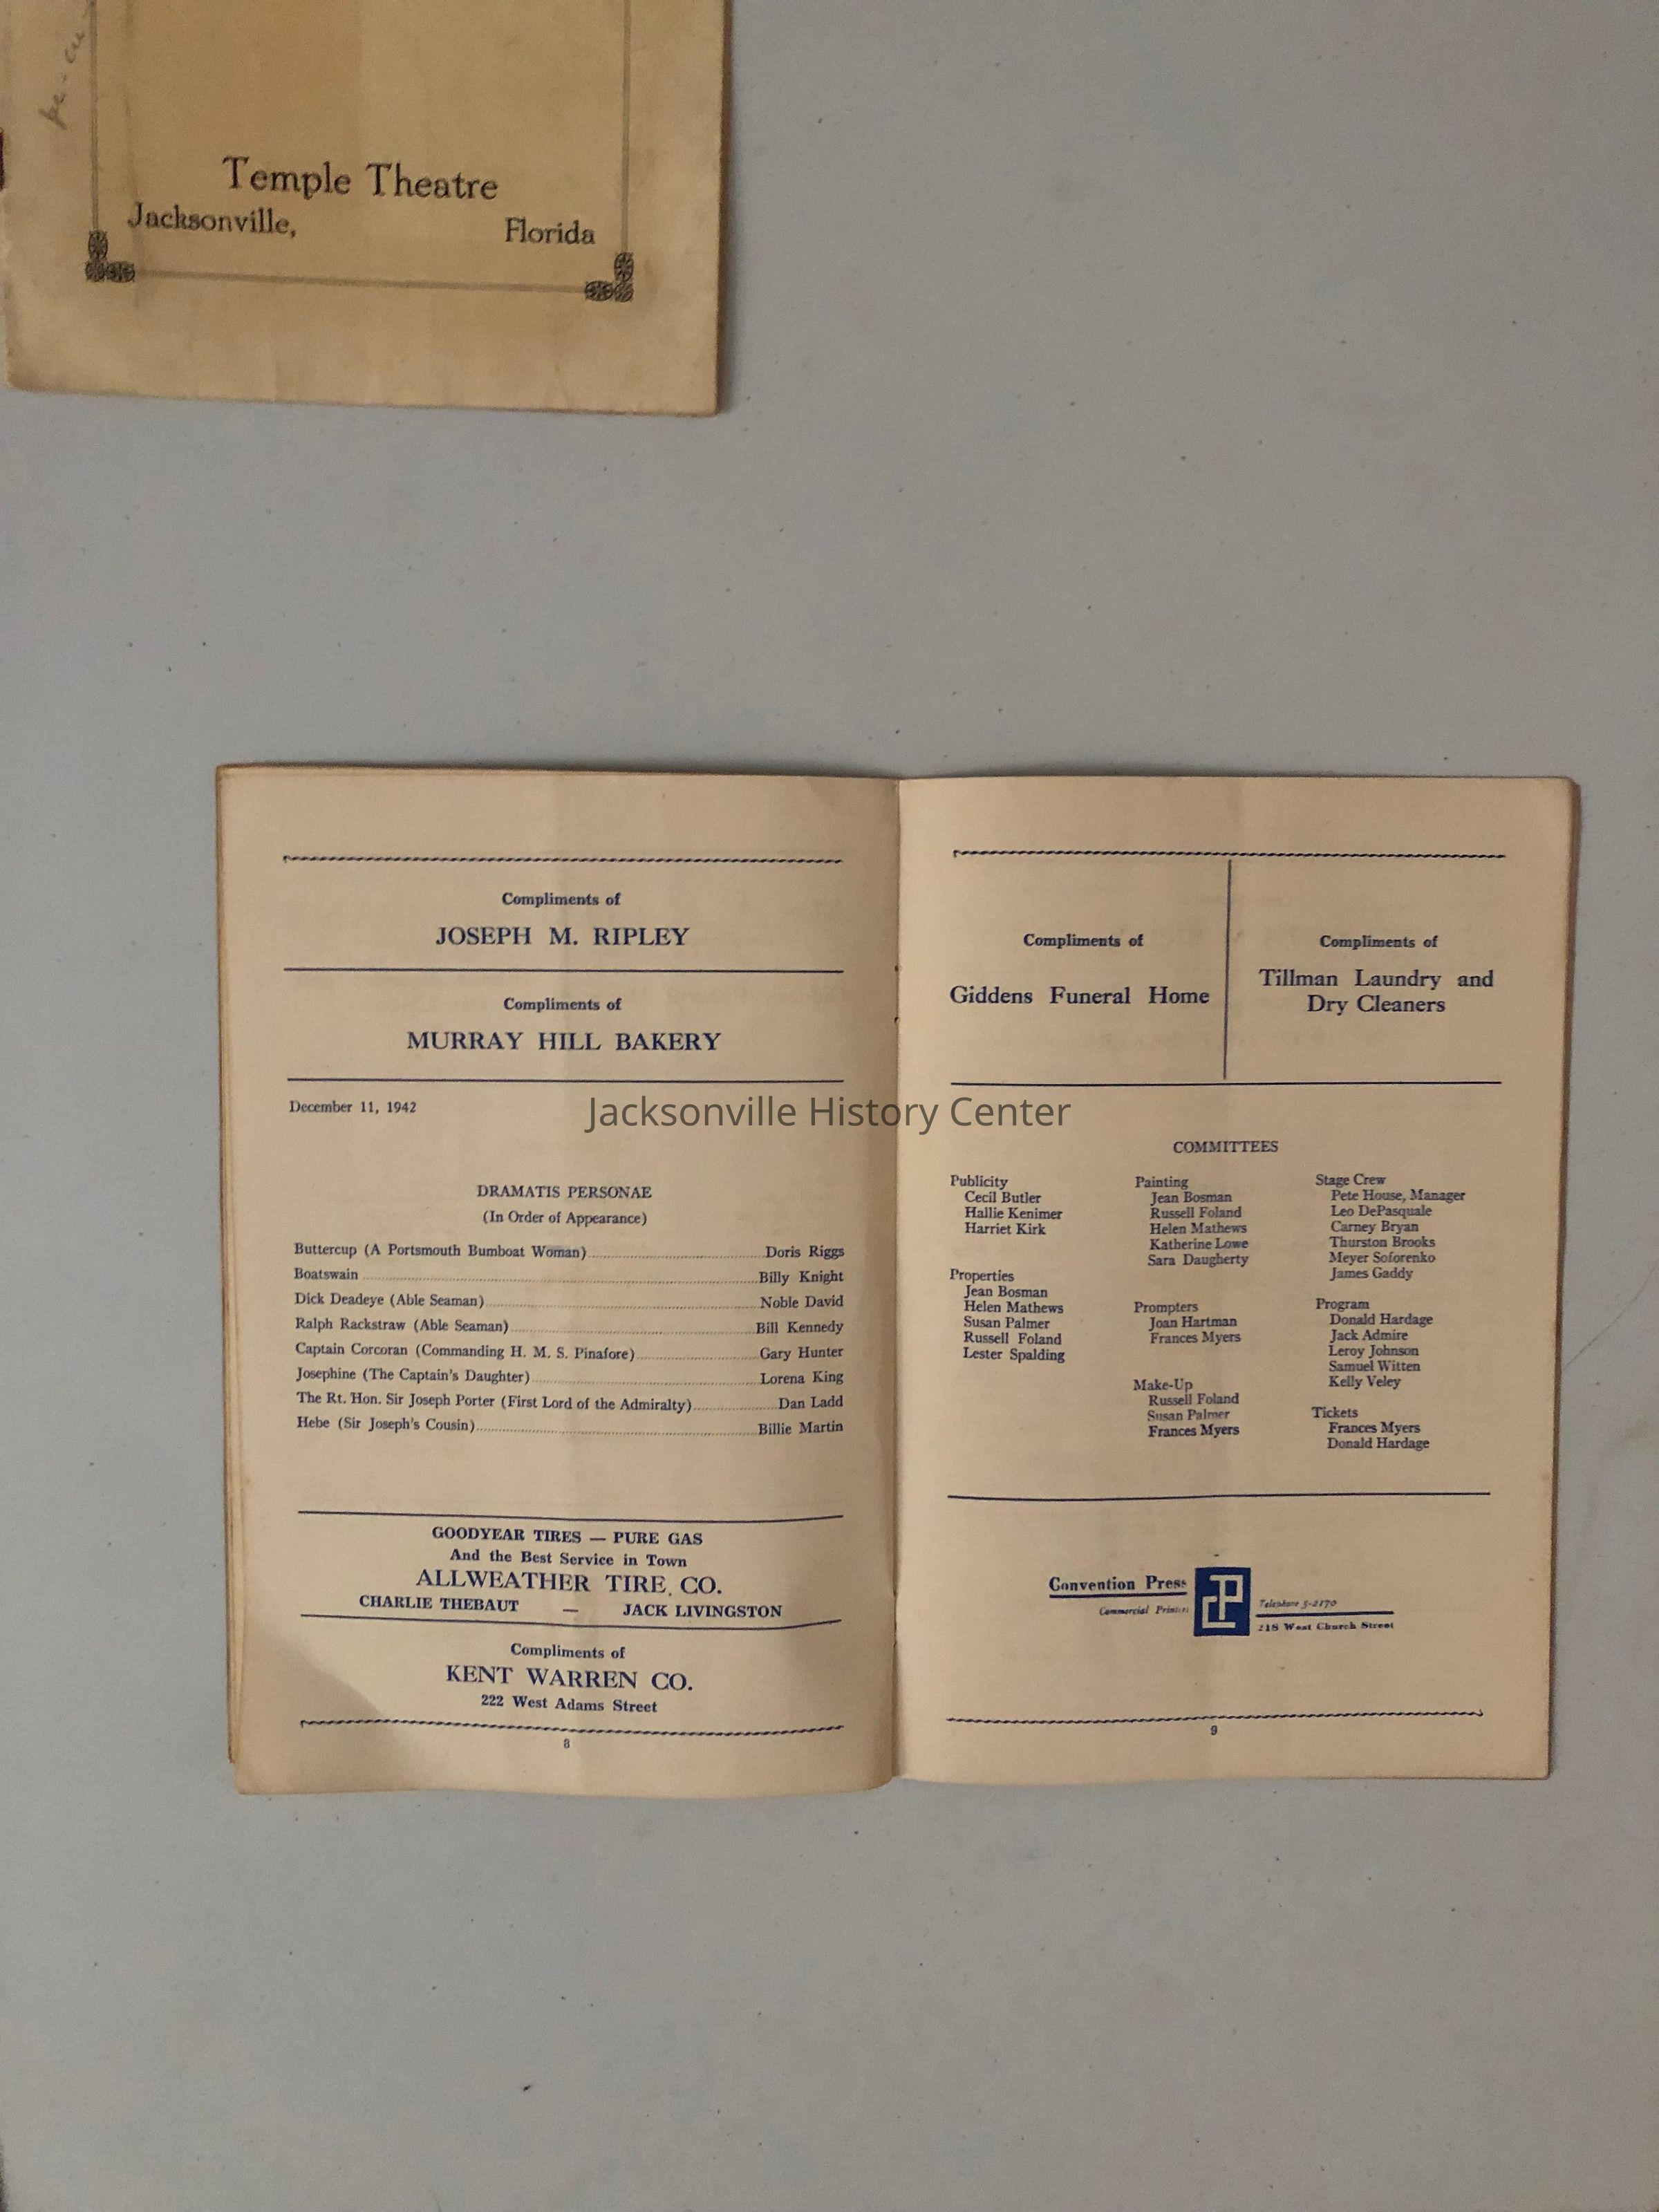 Temple Theatre
Jacksonville, Florida
Compliments of
JOSEPH M. RIPLEY
Compliments of
MURRAY HILL BAKERY
December 11, 1942
DRAMATIS PERSONAE
(In Order of Appearance)
Buttercup (A Portsmouth Bumboat Woman) Doris Riggs
Boatswain Billy Knight
Dick Deadeye (Able Seaman) Noble David
Ralph Rackstraw (Able Seaman) Bill Kennedy
Captain Corcoran (Commanding H. M. S. Pinafore) Gary Hunter
Josephine (The Captain's Daughter) Lorena King
The Rt. Hon. Sir Joseph Porter (First Lord of the Admiralty) Dan Ladd
Hebe (Sir Joseph's Cousin) Billie Martin
GOODYEAR TIRES — PURE GAS
And the Best Service in Town
ALLWEATHER TIRE CO.
CHARLIE THEBAUT — JACK LIVINGSTON
Compliments of
KENT WARREN CO.
222 West Adams Street
8
Compliments of
Giddens Funeral Home
Compliments of
Tillman Laundry and
Dry Cleaners
COMMITTEES
Publicity
Cecil Butler
Hallie Kenimer
Harriet Kirk
Properties
Jean Bosman
Helen Mathews
Susan Palmer
Russell Foland
Lester Spalding
Painting
Jean Bosman
Russell Foland
Helen Mathews
Katherine Lowe
Sara Daugherty
Prompters
Joan Hartman
Frances Myers
Make-Up
Russell Foland
Susan Palmer
Frances Myers
Stage Crew
Pete House, Manager
Leo DePasquale
Carney Bryan
Thurston Brooks
Meyer Soforenko
James Gaddy
Program
Donald Hardage
Jack Admire
Leroy Johnson
Samuel Witten
Kelly Veley
Tickets
Frances Myers
Donald Hardage
Convention Press
Commercial Printers
Telephone 5-2170
218 West Church Street
9
Jacksonville History Center